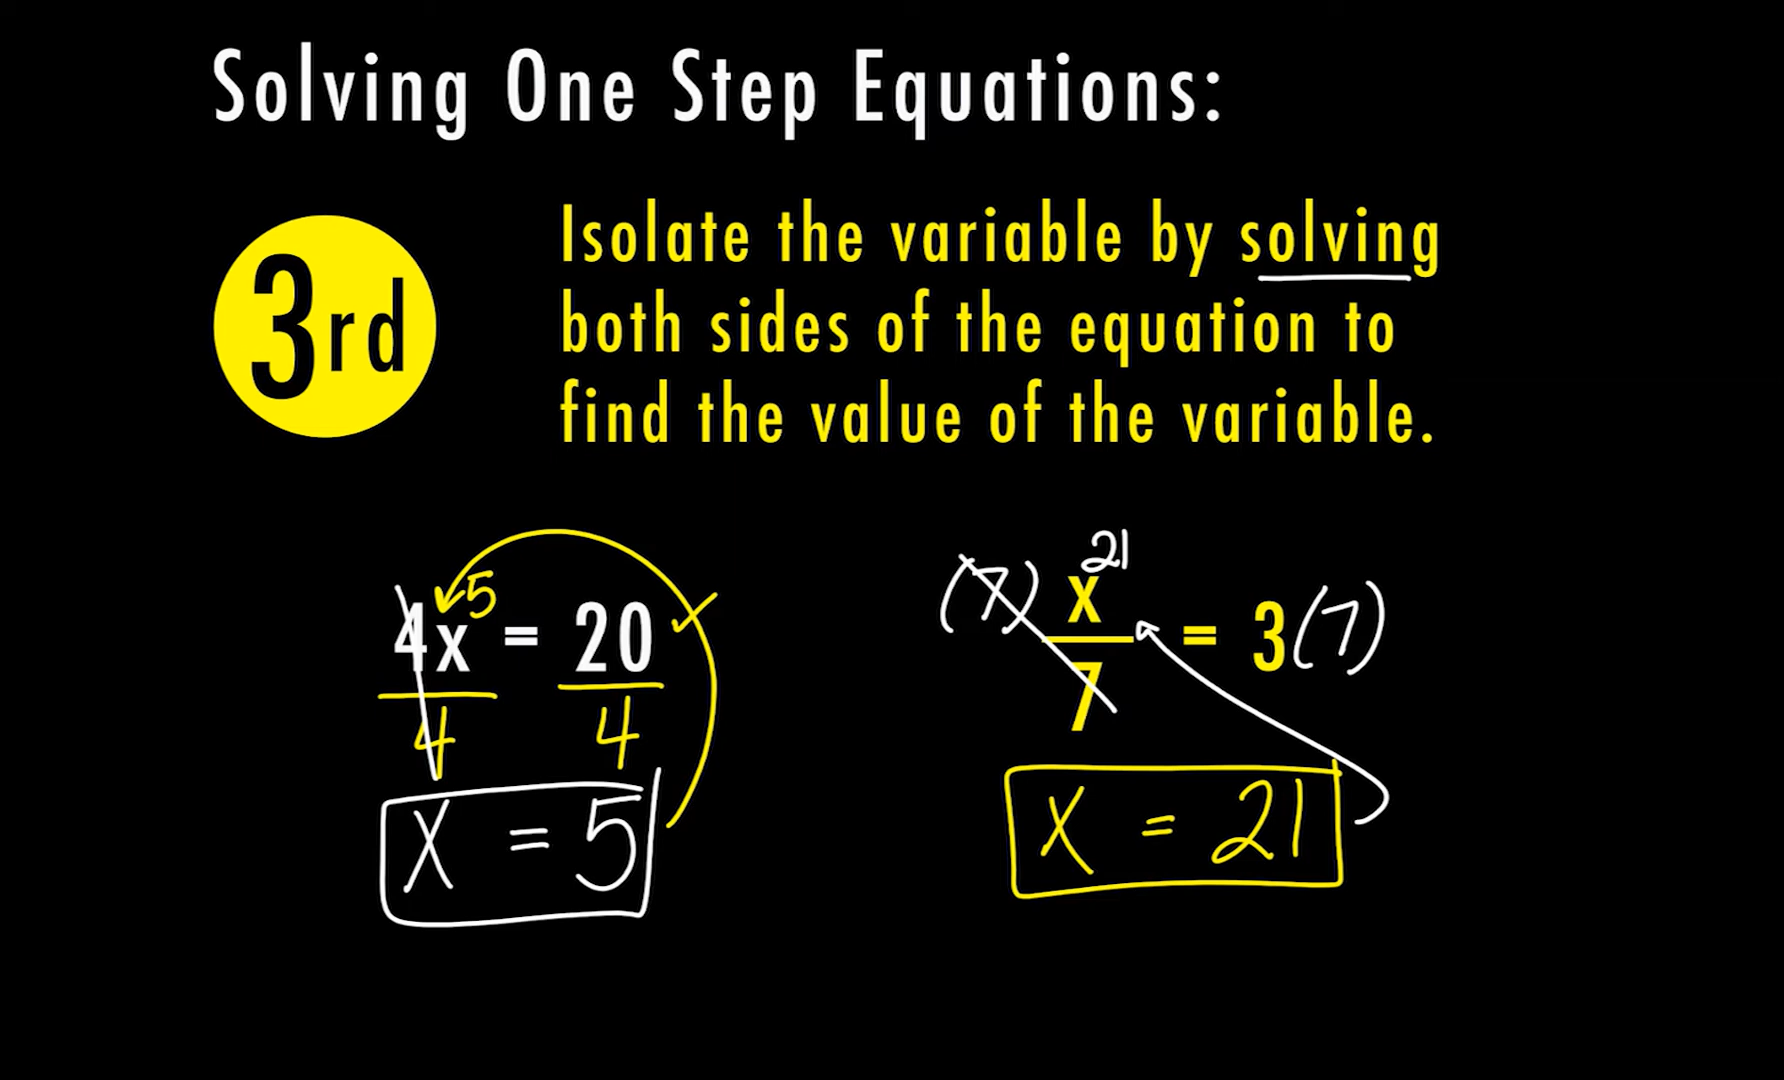 Solving One Step Equations:
3rd
Isolate the variable by solving
both sides of the equation to
find the value of the variable.
5
4x = 20 ✓
4 4
x = 5
21
(7) x = 3(7)
7
x = 21